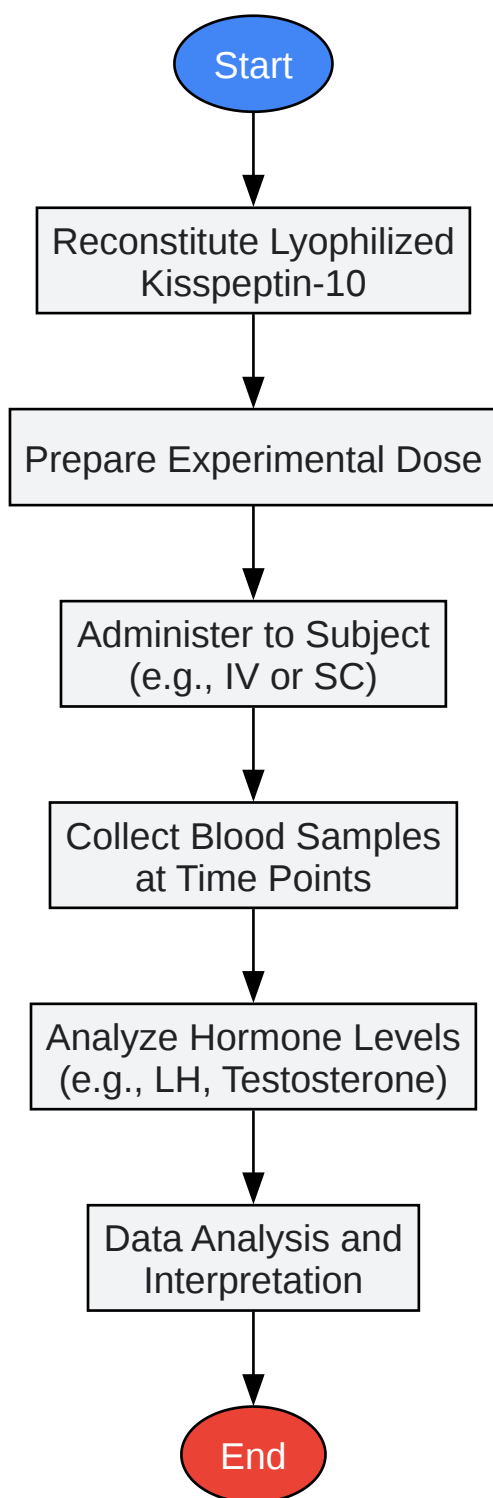 Start
Reconstitute Lyophilized
Kisspeptin-10
Prepare Experimental Dose
Administer to Subject
(e.g., IV or SC)
Collect Blood Samples
at Time Points
Analyze Hormone Levels
(e.g., LH, Testosterone)
Data Analysis and
Interpretation
End